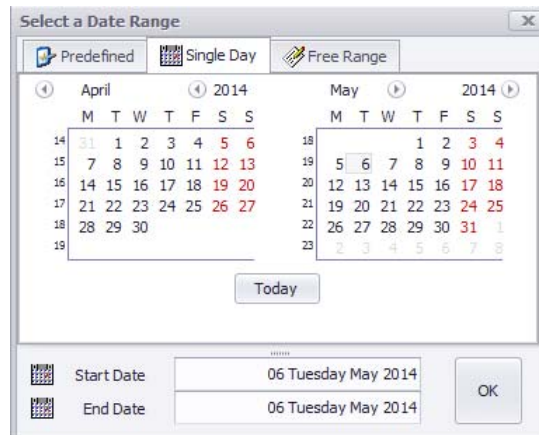 Select a Date Range
Predefined Single Day Free Range
April 2014
M T W T F S S
14 31 1 2 3 4 5 6
15 7 8 9 10 11 12 13
16 14 15 16 17 18 19 20
17 21 22 23 24 25 26 27
18 28 29 30
19
May 2014
M T W T F S S
18 1 2 3 4
19 5 6 7 8 9 10 11
20 12 13 14 15 16 17 18
21 19 20 21 22 23 24 25
22 26 27 28 29 30 31 1
23 2 3 4 5 6 7 8
Today
Start Date 06 Tuesday May 2014
End Date 06 Tuesday May 2014
OK